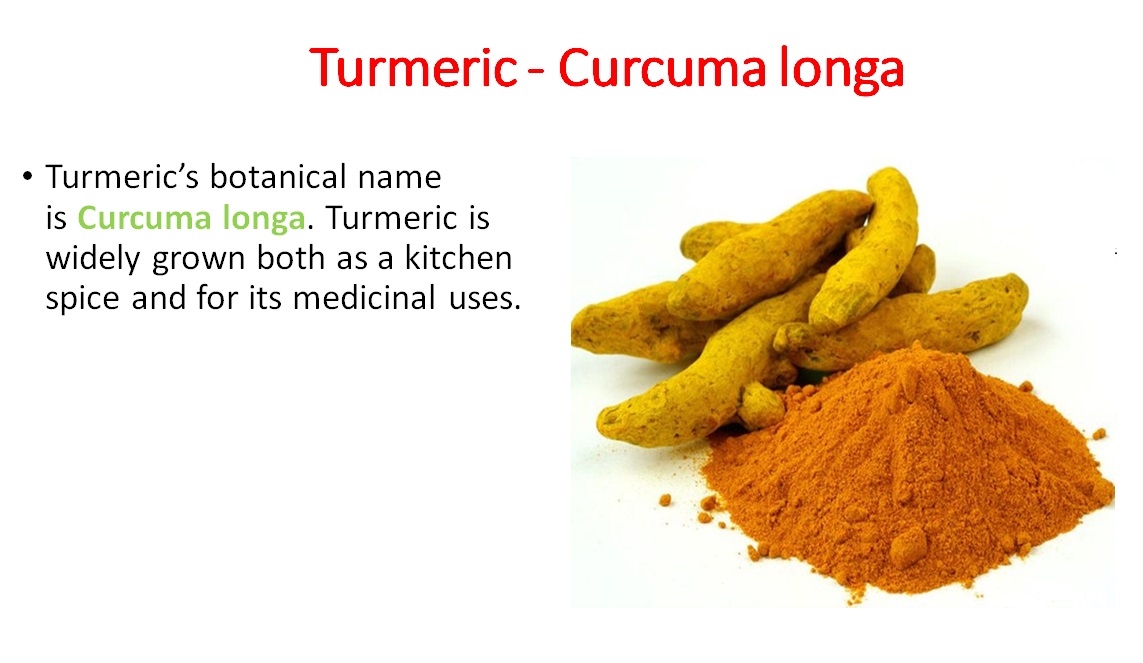 Turmeric - Curcuma longa
• Turmeric’s botanical name
is Curcuma longa. Turmeric is
widely grown both as a kitchen
spice and for its medicinal uses.